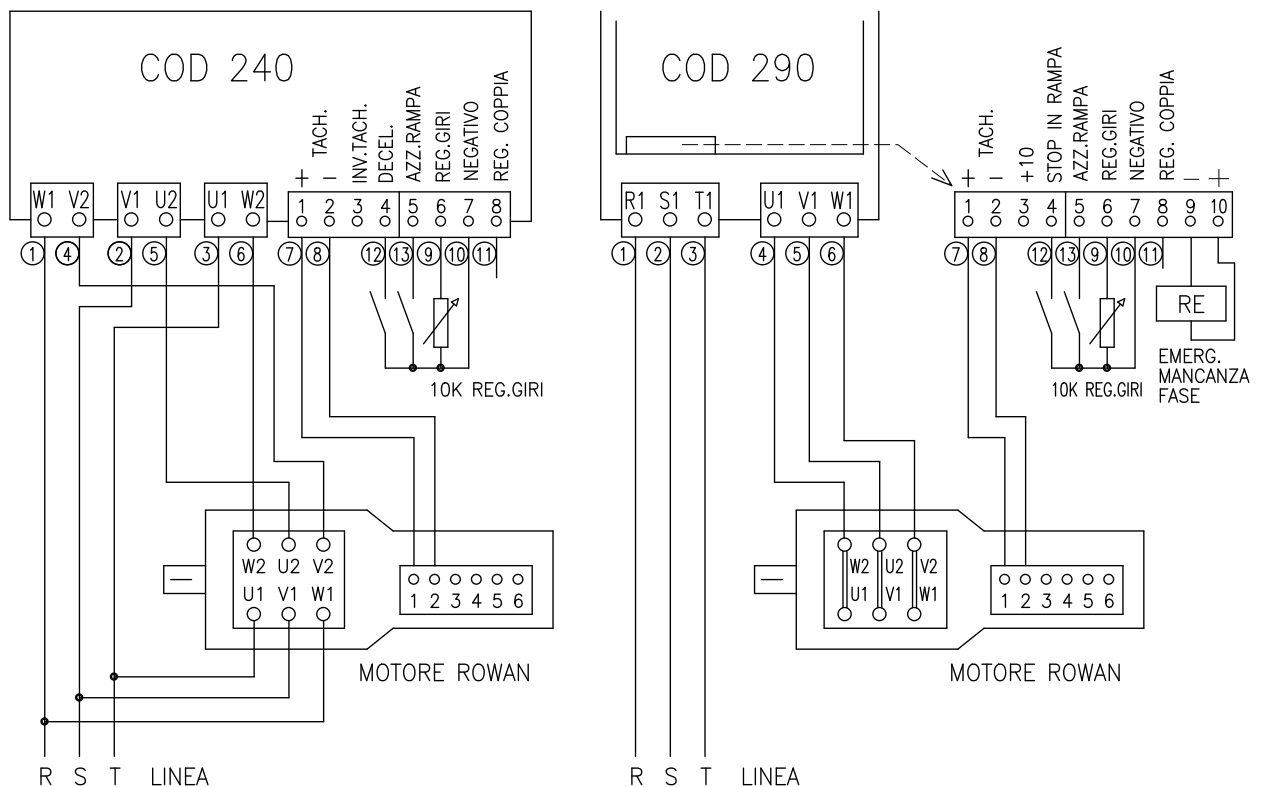 COD 240
TACH.
INV.TACH.
DECEL.
AZZ.RAMPA
REG.GIRI
NEGATIVO
REG. COPPIA
+ −
W1 V2 V1 U2 U1 W2
1 2 3 4 5 6 7 8
1 4 2 5 3 6 7 8 12 13 9 10 11
10K REG.GIRI
W2 U2 V2
U1 V1 W1
1 2 3 4 5 6
MOTORE ROWAN
R S T LINEA
COD 290
TACH.
+10
STOP IN RAMPA
AZZ.RAMPA
REG.GIRI
NEGATIVO
REG. COPPIA
+ − − +
R1 S1 T1 U1 V1 W1
1 2 3 4 5 6 7 8 9 10
1 2 3 4 5 6 7 8 12 13 9 10 11
RE
EMERG.
MANCANZA
FASE
10K REG.GIRI
W2 U2 V2
U1 V1 W1
1 2 3 4 5 6
MOTORE ROWAN
R S T LINEA